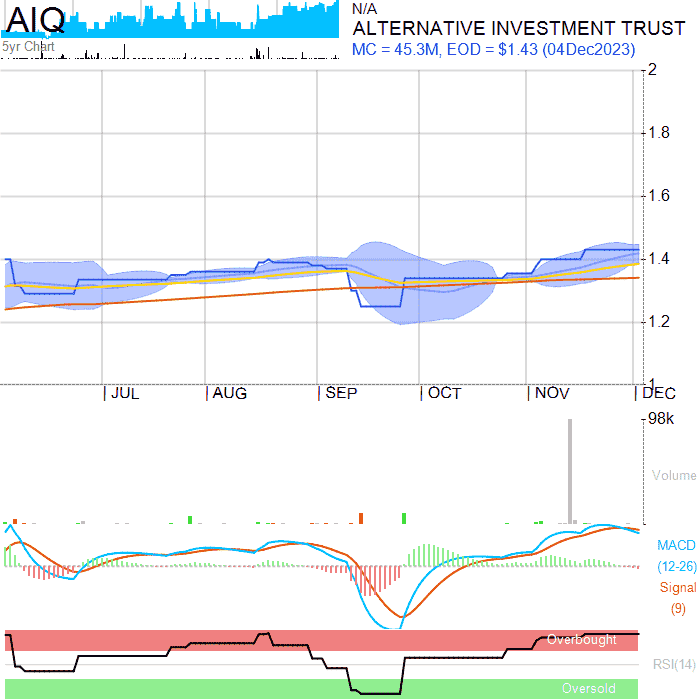 AIQ
5yr Chart
N/A
ALTERNATIVE INVESTMENT TRUST
MC = 45.3M, EOD = $1.43 (04Dec2023)
2
1.8
1.6
1.4
1.2
1
JUL
AUG
SEP
OCT
NOV
DEC
98k
Volume
MACD
(12-26)
Signal
(9)
Overbought
RSI(14)
Oversold